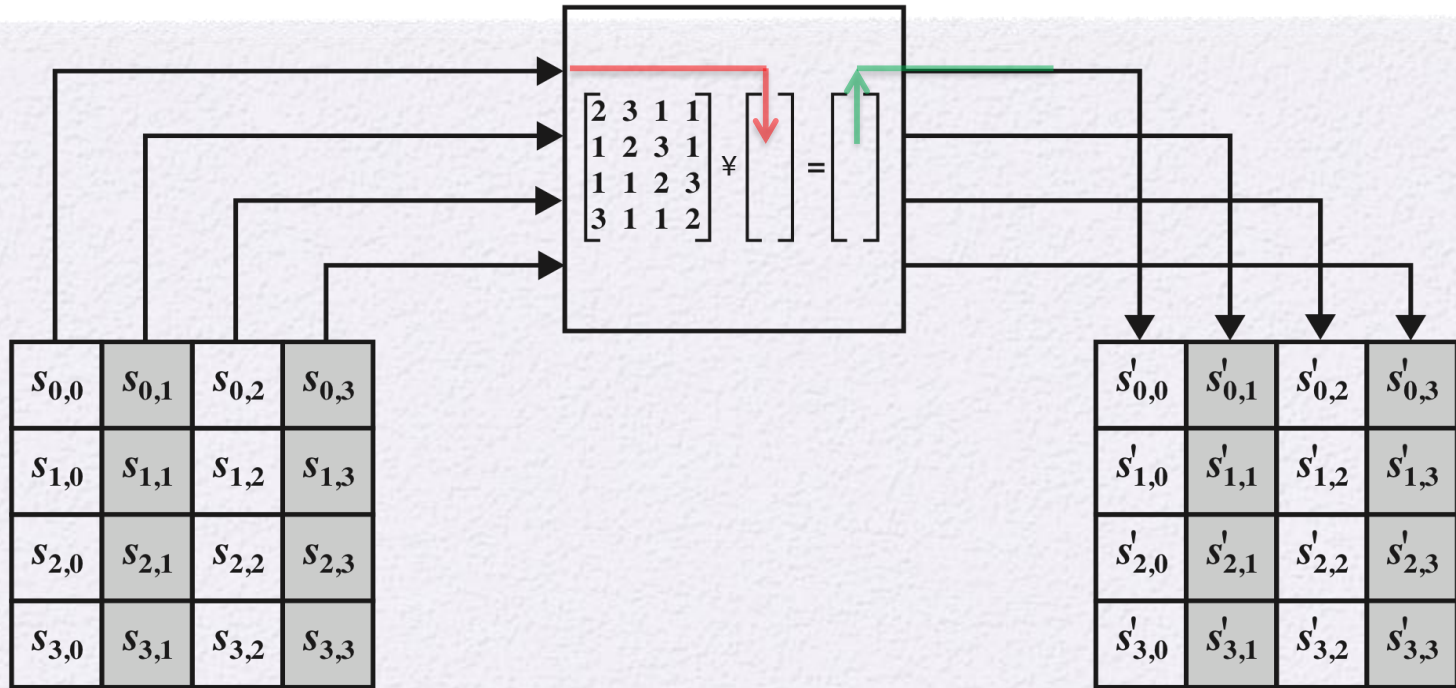 2 3 1 1
1 2 3 1
1 1 2 3
3 1 1 2
¥ =
s0,0 s0,1 s0,2 s0,3
s1,0 s1,1 s1,2 s1,3
s2,0 s2,1 s2,2 s2,3
s3,0 s3,1 s3,2 s3,3
s'0,0 s'0,1 s'0,2 s'0,3
s'1,0 s'1,1 s'1,2 s'1,3
s'2,0 s'2,1 s'2,2 s'2,3
s'3,0 s'3,1 s'3,2 s'3,3